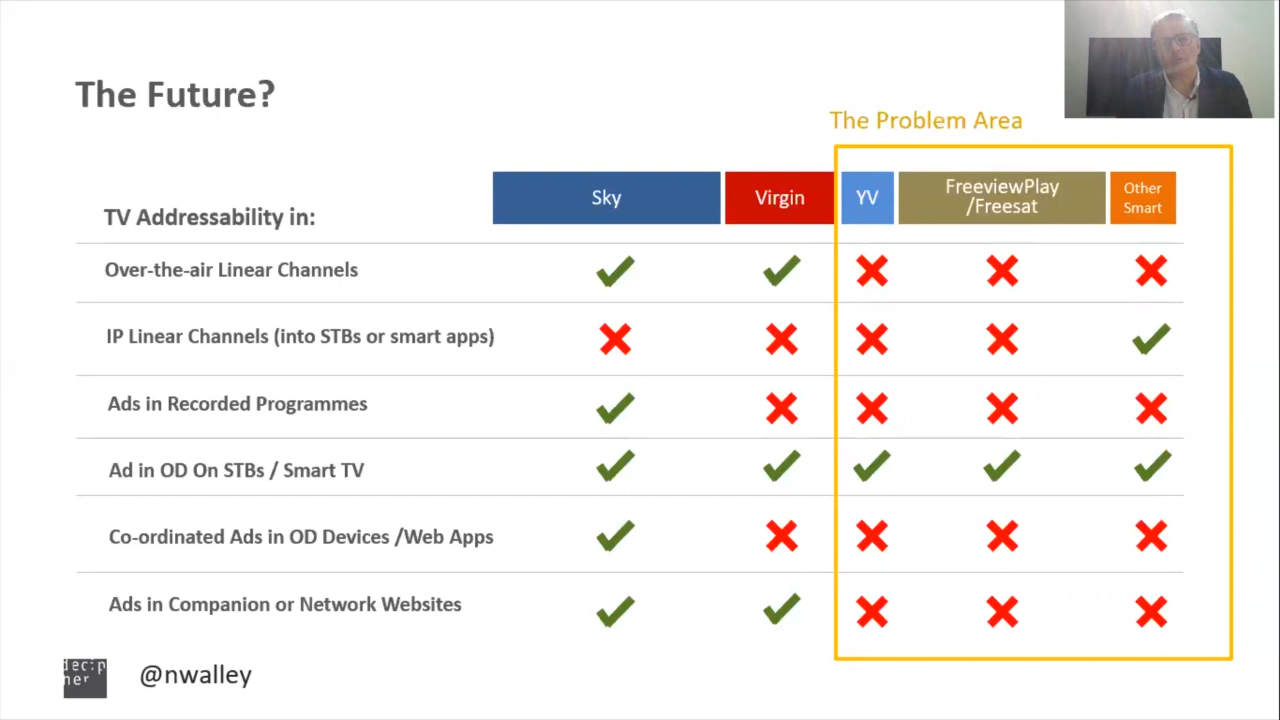 The Future?
The Problem Area
TV Addressability in:
Sky
Virgin
YV
FreeviewPlay
/Freesat
Other
Smart
Over-the-air Linear Channels
IP Linear Channels (into STBs or smart apps)
Ads in Recorded Programmes
Ad in OD On STBs / Smart TV
Co-ordinated Ads in OD Devices /Web Apps
Ads in Companion or Network Websites
dec:p
her
@nwalley